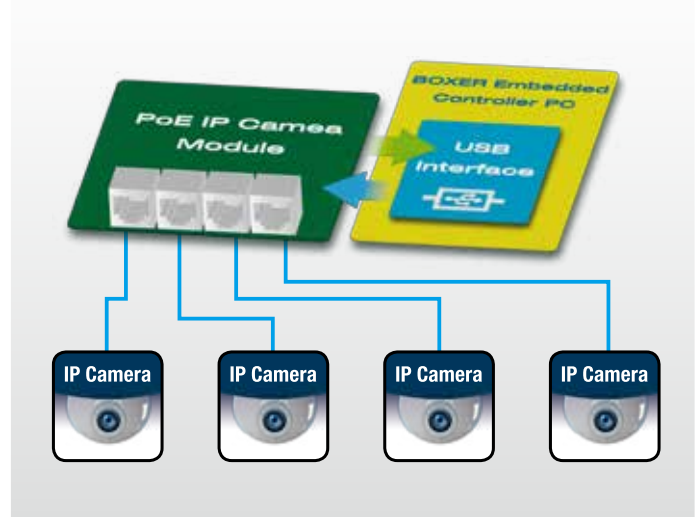 PoE IP Camea
Module
BOXER Embedded
Controller PC
USB
Interface
IP Camera
IP Camera
IP Camera
IP Camera